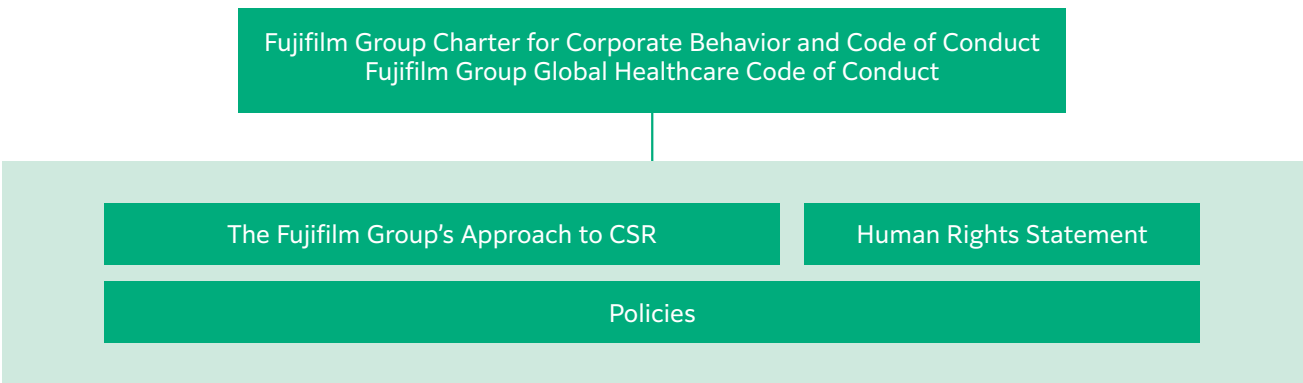 Fujifilm Group Charter for Corporate Behavior and Code of Conduct
Fujifilm Group Global Healthcare Code of Conduct
The Fujifilm Group’s Approach to CSR
Human Rights Statement
Policies